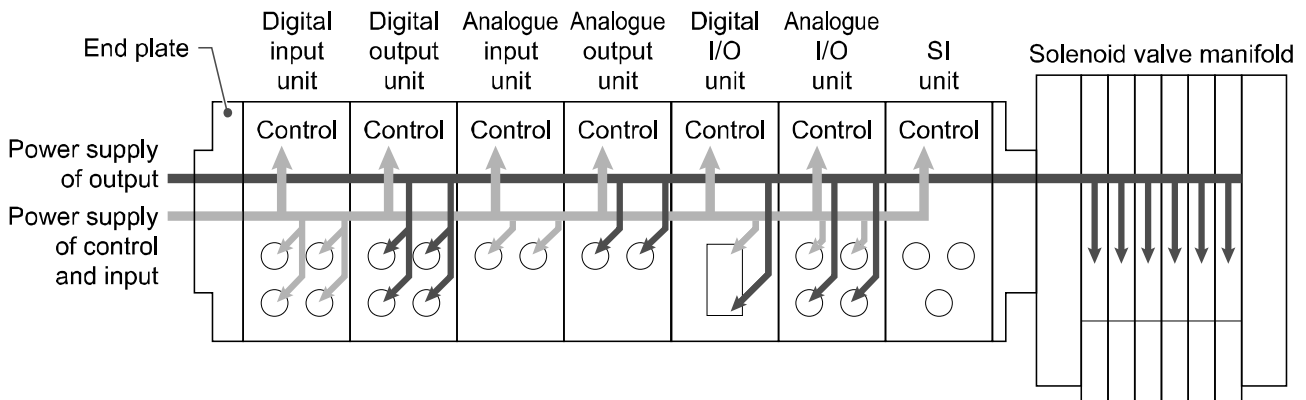 End plate
Digital
input
unit
Digital
output
unit
Analogue
input
unit
Analogue
output
unit
Digital
I/O
unit
Analogue
I/O
unit
SI
unit
Solenoid valve manifold
Control
Control
Control
Control
Control
Control
Control
Power supply
of output
Power supply
of control
and input